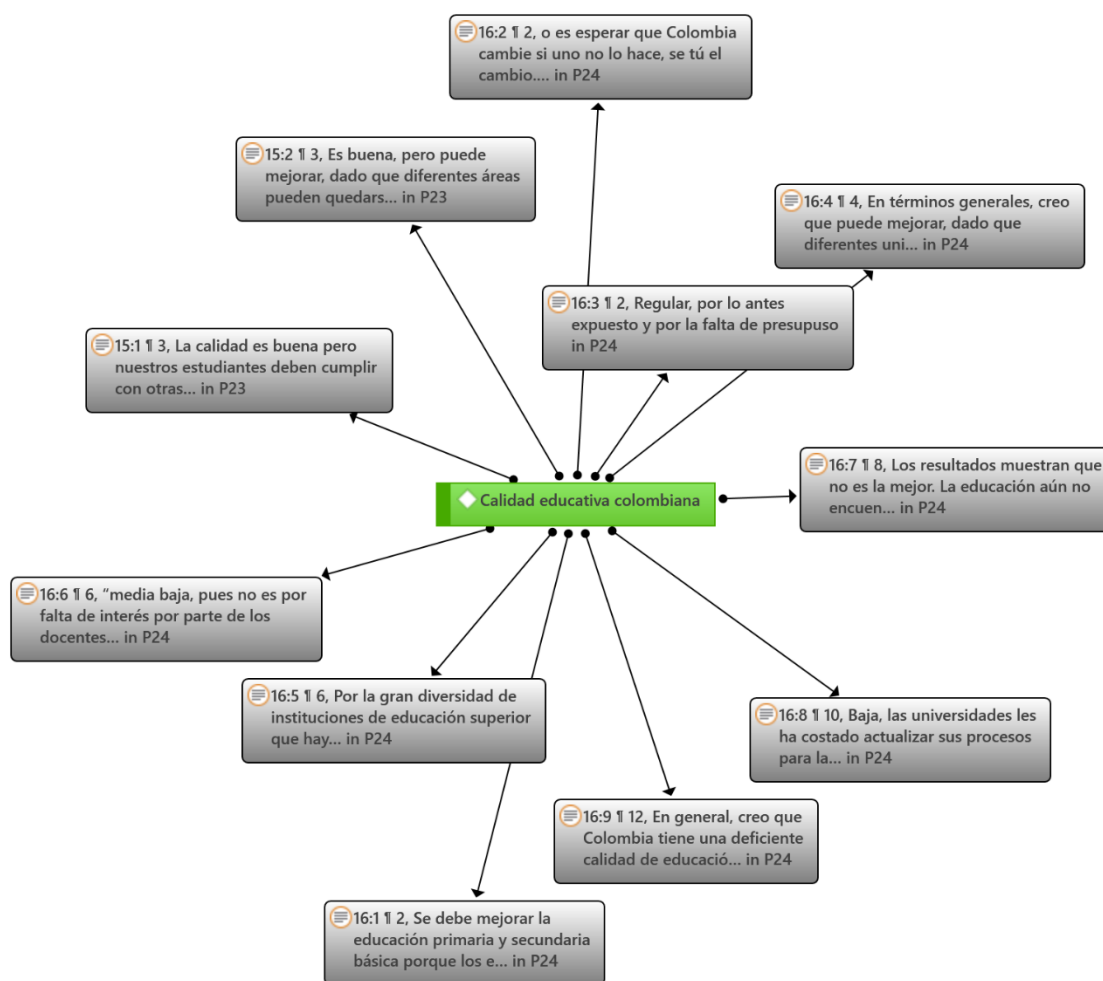 16:2 ¶ 2, o es esperar que Colombia
cambie si uno no lo hace, se tú el
cambio.... in P24
15:2 ¶ 3, Es buena, pero puede
mejorar, dado que diferentes áreas
pueden quedars... in P23
16:4 ¶ 4, En términos generales, creo
que puede mejorar, dado que
diferentes uni... in P24
16:3 ¶ 2, Regular, por lo antes
expuesto y por la falta de presupuso
in P24
15:1 ¶ 3, La calidad es buena pero
nuestros estudiantes deben cumplir
con otras... in P23
16:7 ¶ 8, Los resultados muestran que
no es la mejor. La educación aún no
encuen... in P24
Calidad educativa colombiana
16:6 ¶ 6, “media baja, pues no es por
falta de interés por parte de los
docentes... in P24
16:5 ¶ 6, Por la gran diversidad de
instituciones de educación superior
que hay... in P24
16:8 ¶ 10, Baja, las universidades les
ha costado actualizar sus procesos
para la... in P24
16:9 ¶ 12, En general, creo que
Colombia tiene una deficiente
calidad de educació... in P24
16:1 ¶ 2, Se debe mejorar la
educación primaria y secundaria
básica porque los e... in P24